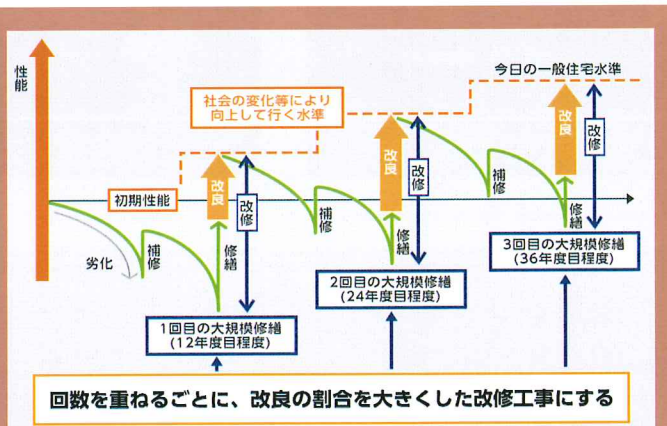 性能
今日の一般住宅水準
社会の変化等により
向上して行く水準
改良
改修
改良
改修
改良
改修
初期性能
劣化
補修
修繕
補修
修繕
補修
修繕
1回目の大規模修繕
(12年度目程度)
2回目の大規模修繕
(24年度目程度)
3回目の大規模修繕
(36年度目程度)
回数を重ねるごとに、改良の割合を大きくした改修工事にする